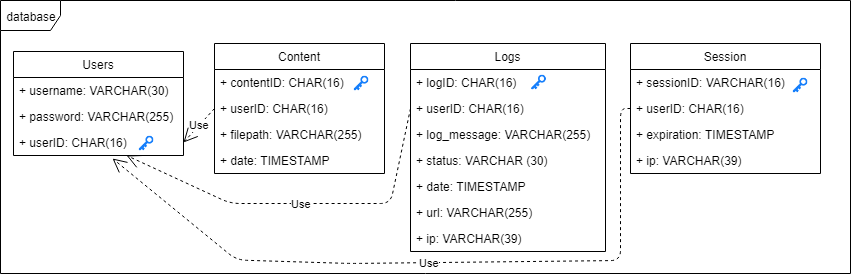 database
Users
+ username: VARCHAR(30)
+ password: VARCHAR(255)
+ userID: CHAR(16)
Content
+ contentID: CHAR(16)
+ userID: CHAR(16)
+ filepath: VARCHAR(255)
+ date: TIMESTAMP
Logs
+ logID: CHAR(16)
+ userID: CHAR(16)
+ log_message: VARCHAR(255)
+ status: VARCHAR (30)
+ date: TIMESTAMP
+ url: VARCHAR(255)
+ ip: VARCHAR(39)
Session
+ sessionID: VARCHAR(16)
+ userID: CHAR(16)
+ expiration: TIMESTAMP
+ ip: VARCHAR(39)
Use
Use
Use